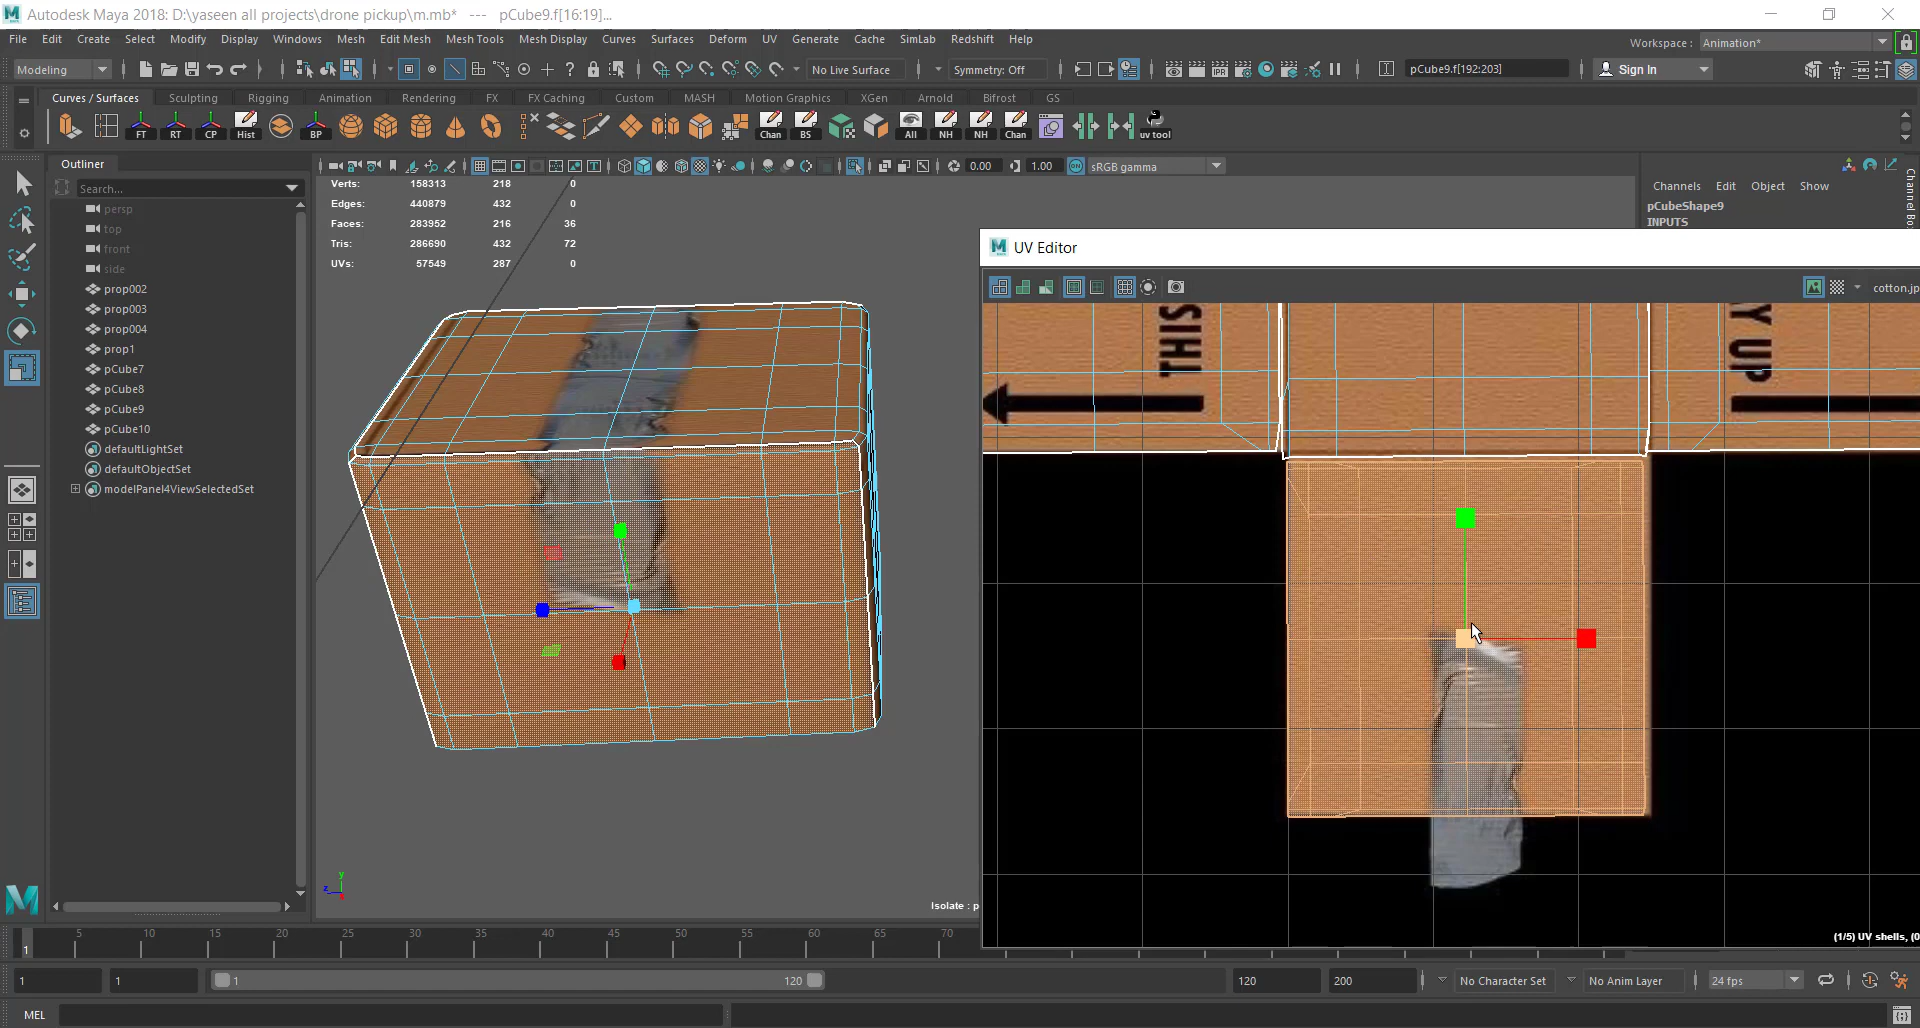 Autodesk Maya 2018: D:\yaseen all projects\drone pickup\m.mb* --- pCube9.f[16:19]...
File Edit Create Select Modify Display Windows Mesh Edit Mesh Mesh Tools Mesh Display Curves Surfaces Deform UV Generate Cache SimLab Redshift Help
Workspace : Animation*
Modeling No Live Surface Symmetry: Off pCube9.f[192:203] Sign In
Curves / Surfaces Sculpting Rigging Animation Rendering FX FX Caching Custom MASH Motion Graphics XGen Arnold Bifrost GS
FT RT CP Hist BP Chan BS All NH NH Chan uv tool
Outliner
0.00 1.00 sRGB gamma
Search...
Verts: 158313 218 0
Edges: 440879 432 0
Faces: 283952 216 36
Tris: 286690 432 72
UVs: 57549 287 0
persp
top
front
side
prop002
prop003
prop004
prop1
pCube7
pCube8
pCube9
pCube10
defaultLightSet
defaultObjectSet
modelPanel4ViewSelectedSet
Channels Edit Object Show
pCubeShape9
INPUTS
Channel Bo
UV Editor
cotton.jp
THIS
Y UP
y
z
Isolate : p
(1/5) UV shells, (0
1 5 10 15 20 25 30 35 40 45 50 55 60 65 70
1 1 1 120 120 200 No Character Set No Anim Layer 24 fps
MEL